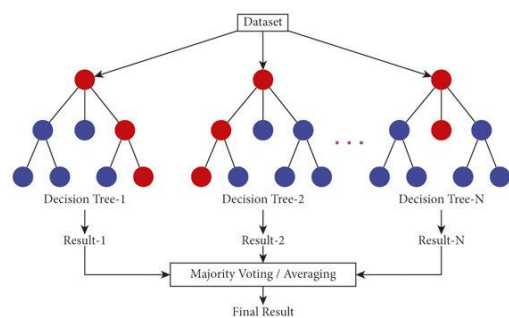 Dataset
Decision Tree-1
Decision Tree-2
Decision Tree-N
Result-1
Result-2
Result-N
Majority Voting / Averaging
Final Result